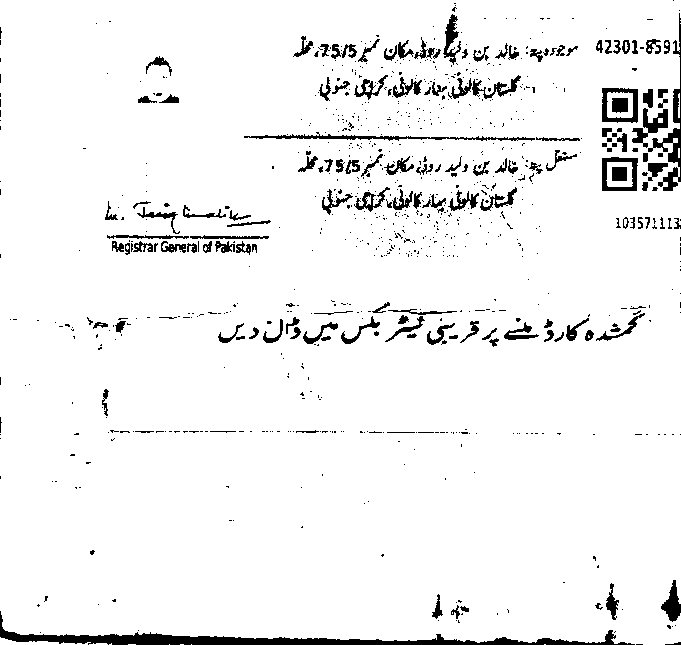 موجودہ پتہ: خالد بن ولید روڈ، مکان نمبر 75/5، محلہ
گلستان کالونی بہار کالونی، کراچی جنوبی
42301-8591
مستقل پتہ: خالد بن ولید روڈ، مکان نمبر 75/5، محلہ
گلستان کالونی بہار کالونی، کراچی جنوبی
103571113
Registrar General of Pakistan
گمشدہ کارڈ ملنے پر قریبی لیٹر بکس میں ڈال دیں